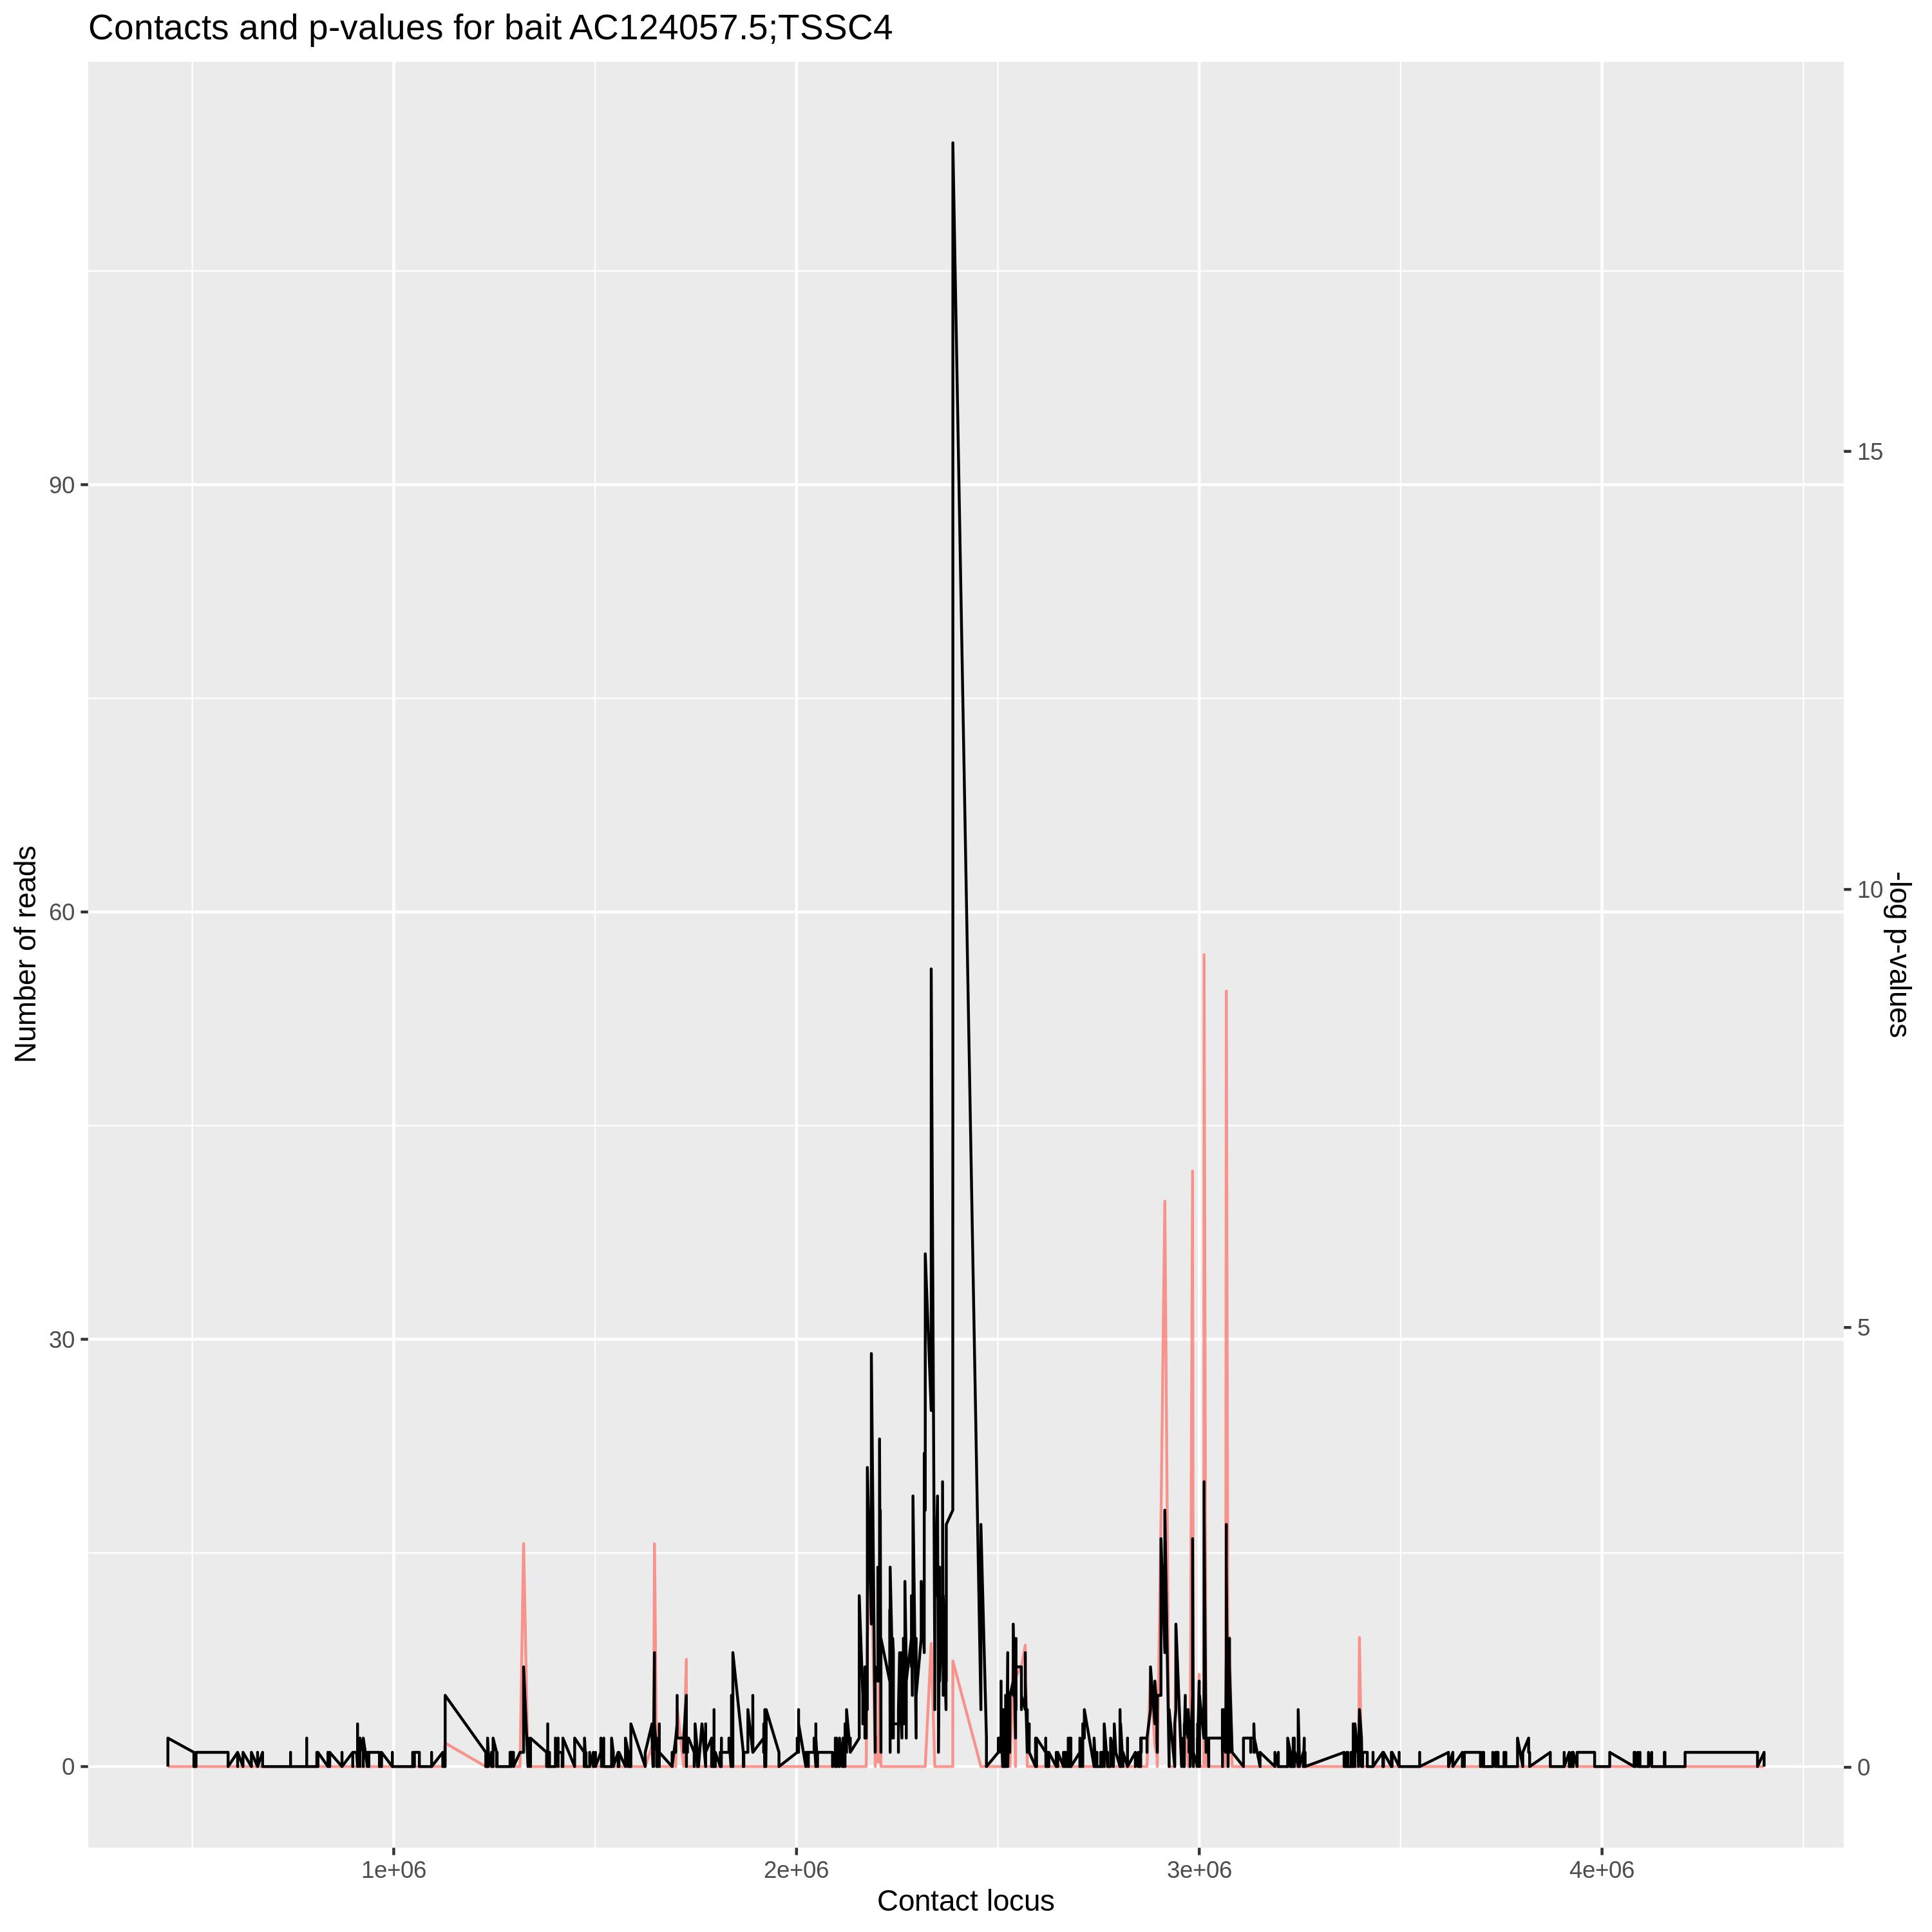 Contacts and p-values for bait AC124057.5;TSSC4
Number of reads
90
60
30
0
15
10
5
0
-log p-values
1e+06
2e+06
3e+06
4e+06
Contact locus